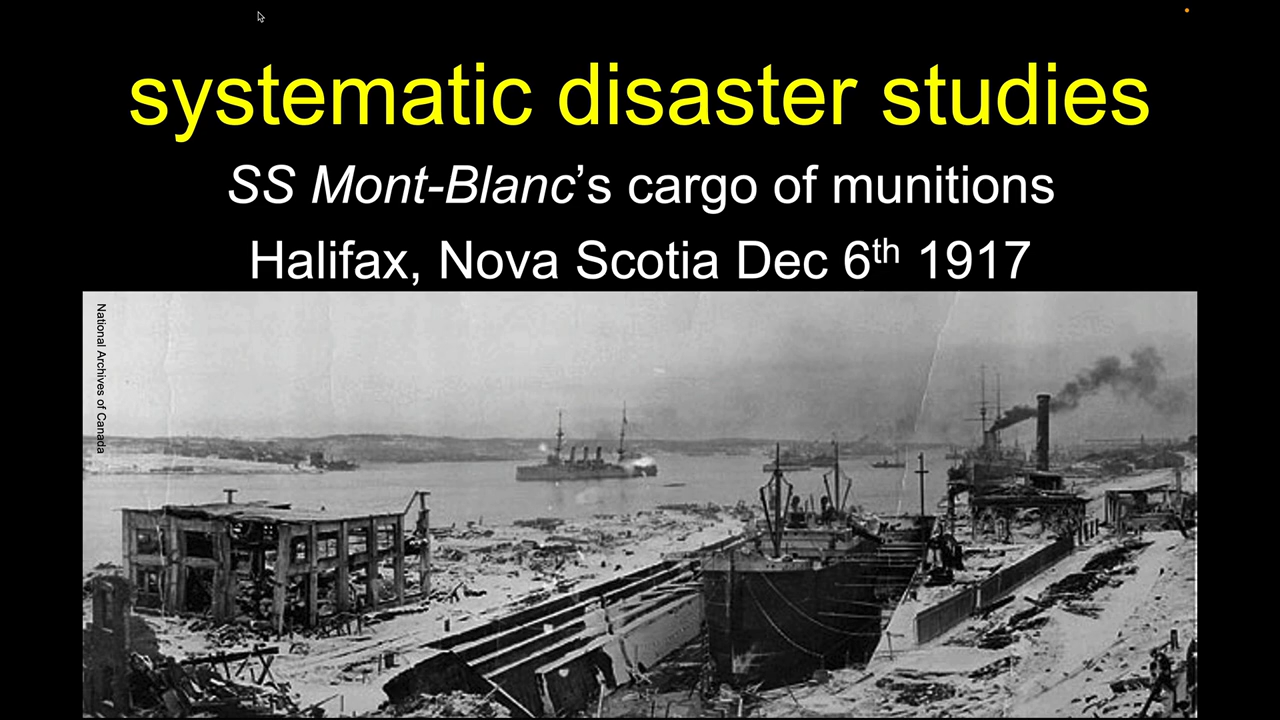 systematic disaster studies
SS Mont-Blanc’s cargo of munitions
Halifax, Nova Scotia Dec 6th 1917
National Archives of Canada